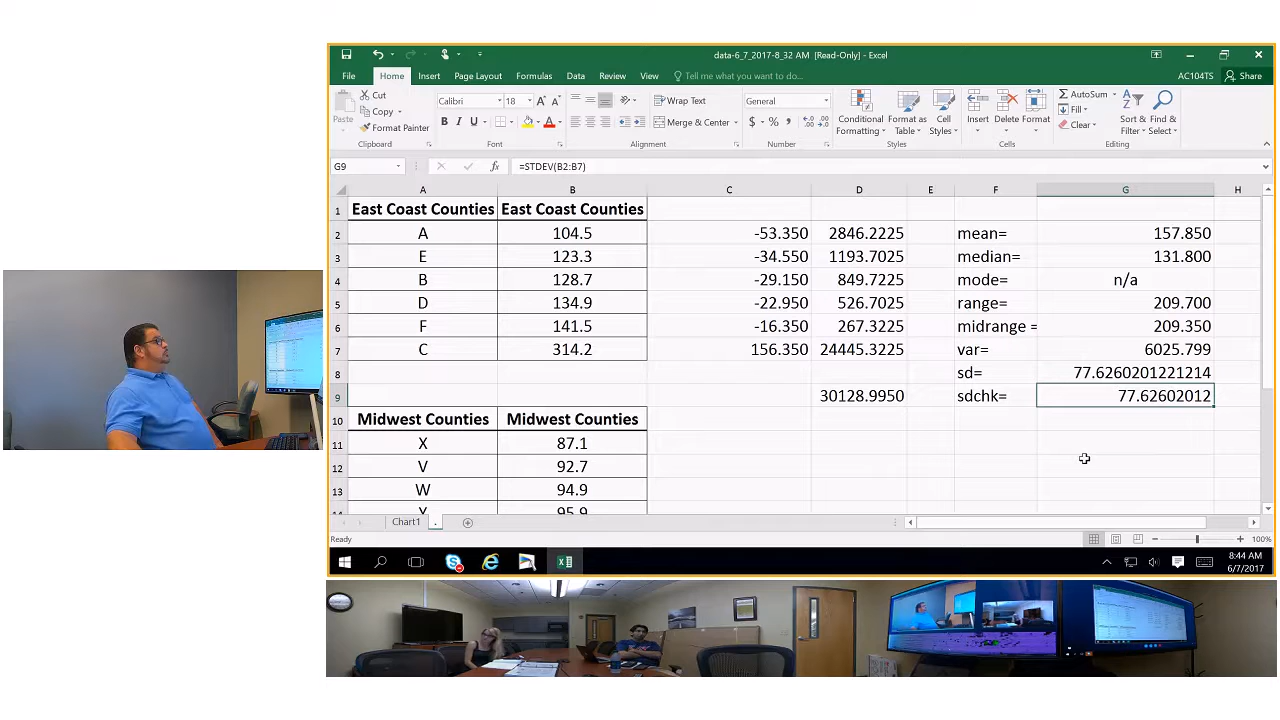 data-6_7_2017-8_32 AM [Read-Only] - Excel
File Home Insert Page Layout Formulas Data Review View Tell me what you want to do... AC104TS Share
Paste
Cut
Copy
Format Painter
Clipboard
Calibri 18
B I U
Font
Wrap Text
Merge & Center
Alignment
General
$ % ,
Number
Conditional Formatting
Format as Table
Cell Styles
Styles
Insert Delete Format
Cells
AutoSum
Fill
Clear
Sort & Filter
Find & Select
Editing
G9 fx =STDEV(B2:B7)
A B C D E F G H
1 East Coast Counties East Coast Counties
2 A 104.5 -53.350 2846.2225 mean= 157.850
3 E 123.3 -34.550 1193.7025 median= 131.800
4 B 128.7 -29.150 849.7225 mode= n/a
5 D 134.9 -22.950 526.7025 range= 209.700
6 F 141.5 -16.350 267.3225 midrange = 209.350
7 C 314.2 156.350 24445.3225 var= 6025.799
8 sd= 77.6260201221214
9 30128.9950 sdchk= 77.62602012
10 Midwest Counties Midwest Counties
11 X 87.1
12 V 92.7
13 W 94.9
14 Y 95.9
Chart1 .
Ready 100%
8:44 AM
6/7/2017